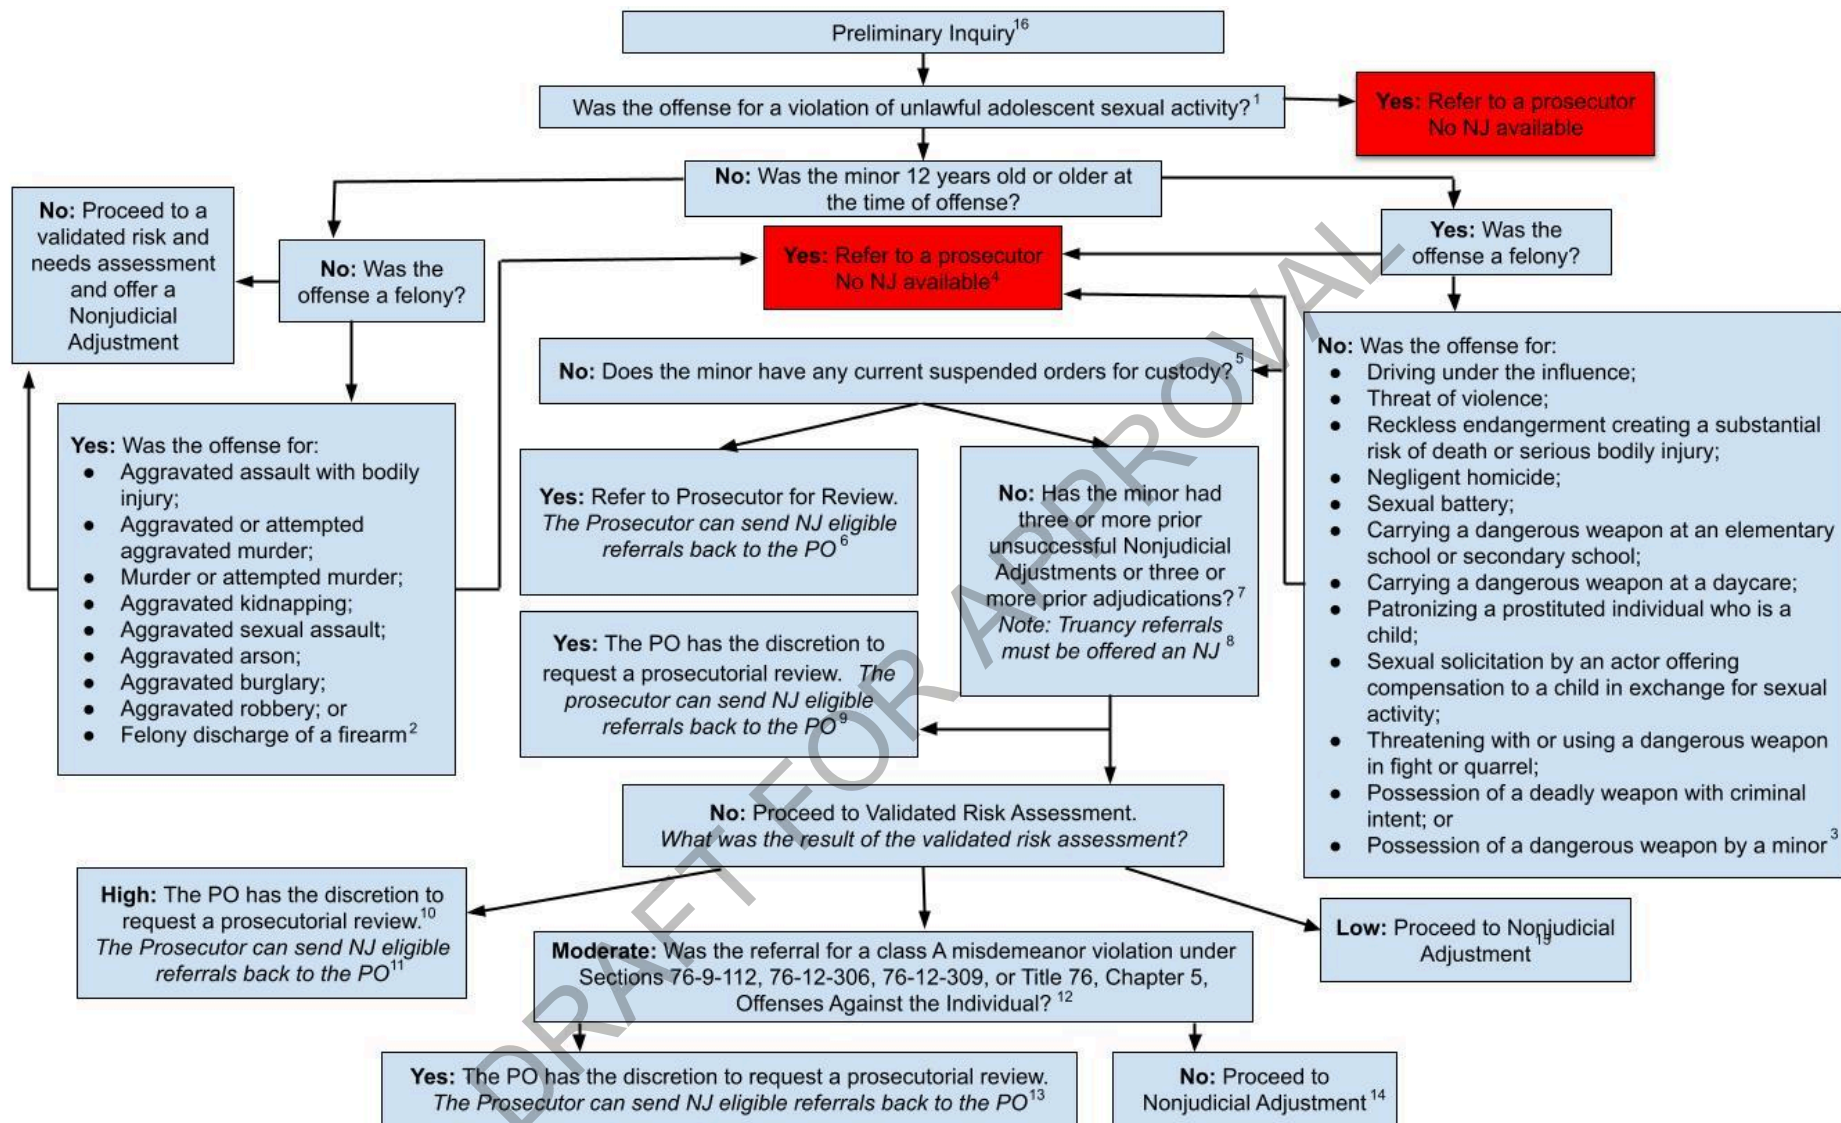 Preliminary Inquiry16
Was the offense for a violation of unlawful adolescent sexual activity?1
Yes: Refer to a prosecutor
No NJ available
No: Was the minor 12 years old or older at
the time of offense?
No: Proceed to a
validated risk and
needs assessment
and offer a
Nonjudicial
Adjustment
No: Was the
offense a felony?
Yes: Refer to a prosecutor
No NJ available4
Yes: Was the
offense a felony?
Yes: Was the offense for:
● Aggravated assault with bodily
injury;
● Aggravated or attempted
aggravated murder;
● Murder or attempted murder;
● Aggravated kidnapping;
● Aggravated sexual assault;
● Aggravated arson;
● Aggravated burglary;
● Aggravated robbery; or
● Felony discharge of a firearm2
No: Does the minor have any current suspended orders for custody?5
No: Was the offense for:
● Driving under the influence;
● Threat of violence;
● Reckless endangerment creating a substantial
risk of death or serious bodily injury;
● Negligent homicide;
● Sexual battery;
● Carrying a dangerous weapon at an elementary
school or secondary school;
● Carrying a dangerous weapon at a daycare;
● Patronizing a prostituted individual who is a
child;
● Sexual solicitation by an actor offering
compensation to a child in exchange for sexual
activity;
● Threatening with or using a dangerous weapon
in fight or quarrel;
● Possession of a deadly weapon with criminal
intent; or
● Possession of a dangerous weapon by a minor3
Yes: Refer to Prosecutor for Review.
The Prosecutor can send NJ eligible
referrals back to the PO6
No: Has the minor had
three or more prior
unsuccessful Nonjudicial
Adjustments or three or
more prior adjudications?7
Note: Truancy referrals
must be offered an NJ8
Yes: The PO has the discretion to
request a prosecutorial review. The
prosecutor can send NJ eligible
referrals back to the PO9
No: Proceed to Validated Risk Assessment.
What was the result of the validated risk assessment?
High: The PO has the discretion to
request a prosecutorial review.10
The Prosecutor can send NJ eligible
referrals back to the PO11
Moderate: Was the referral for a class A misdemeanor violation under
Sections 76-9-112, 76-12-306, 76-12-309, or Title 76, Chapter 5,
Offenses Against the Individual?12
Low: Proceed to Nonjudicial
Adjustment15
Yes: The PO has the discretion to request a prosecutorial review.
The Prosecutor can send NJ eligible referrals back to the PO13
No: Proceed to
Nonjudicial Adjustment14
DRAFT FOR APPROVAL